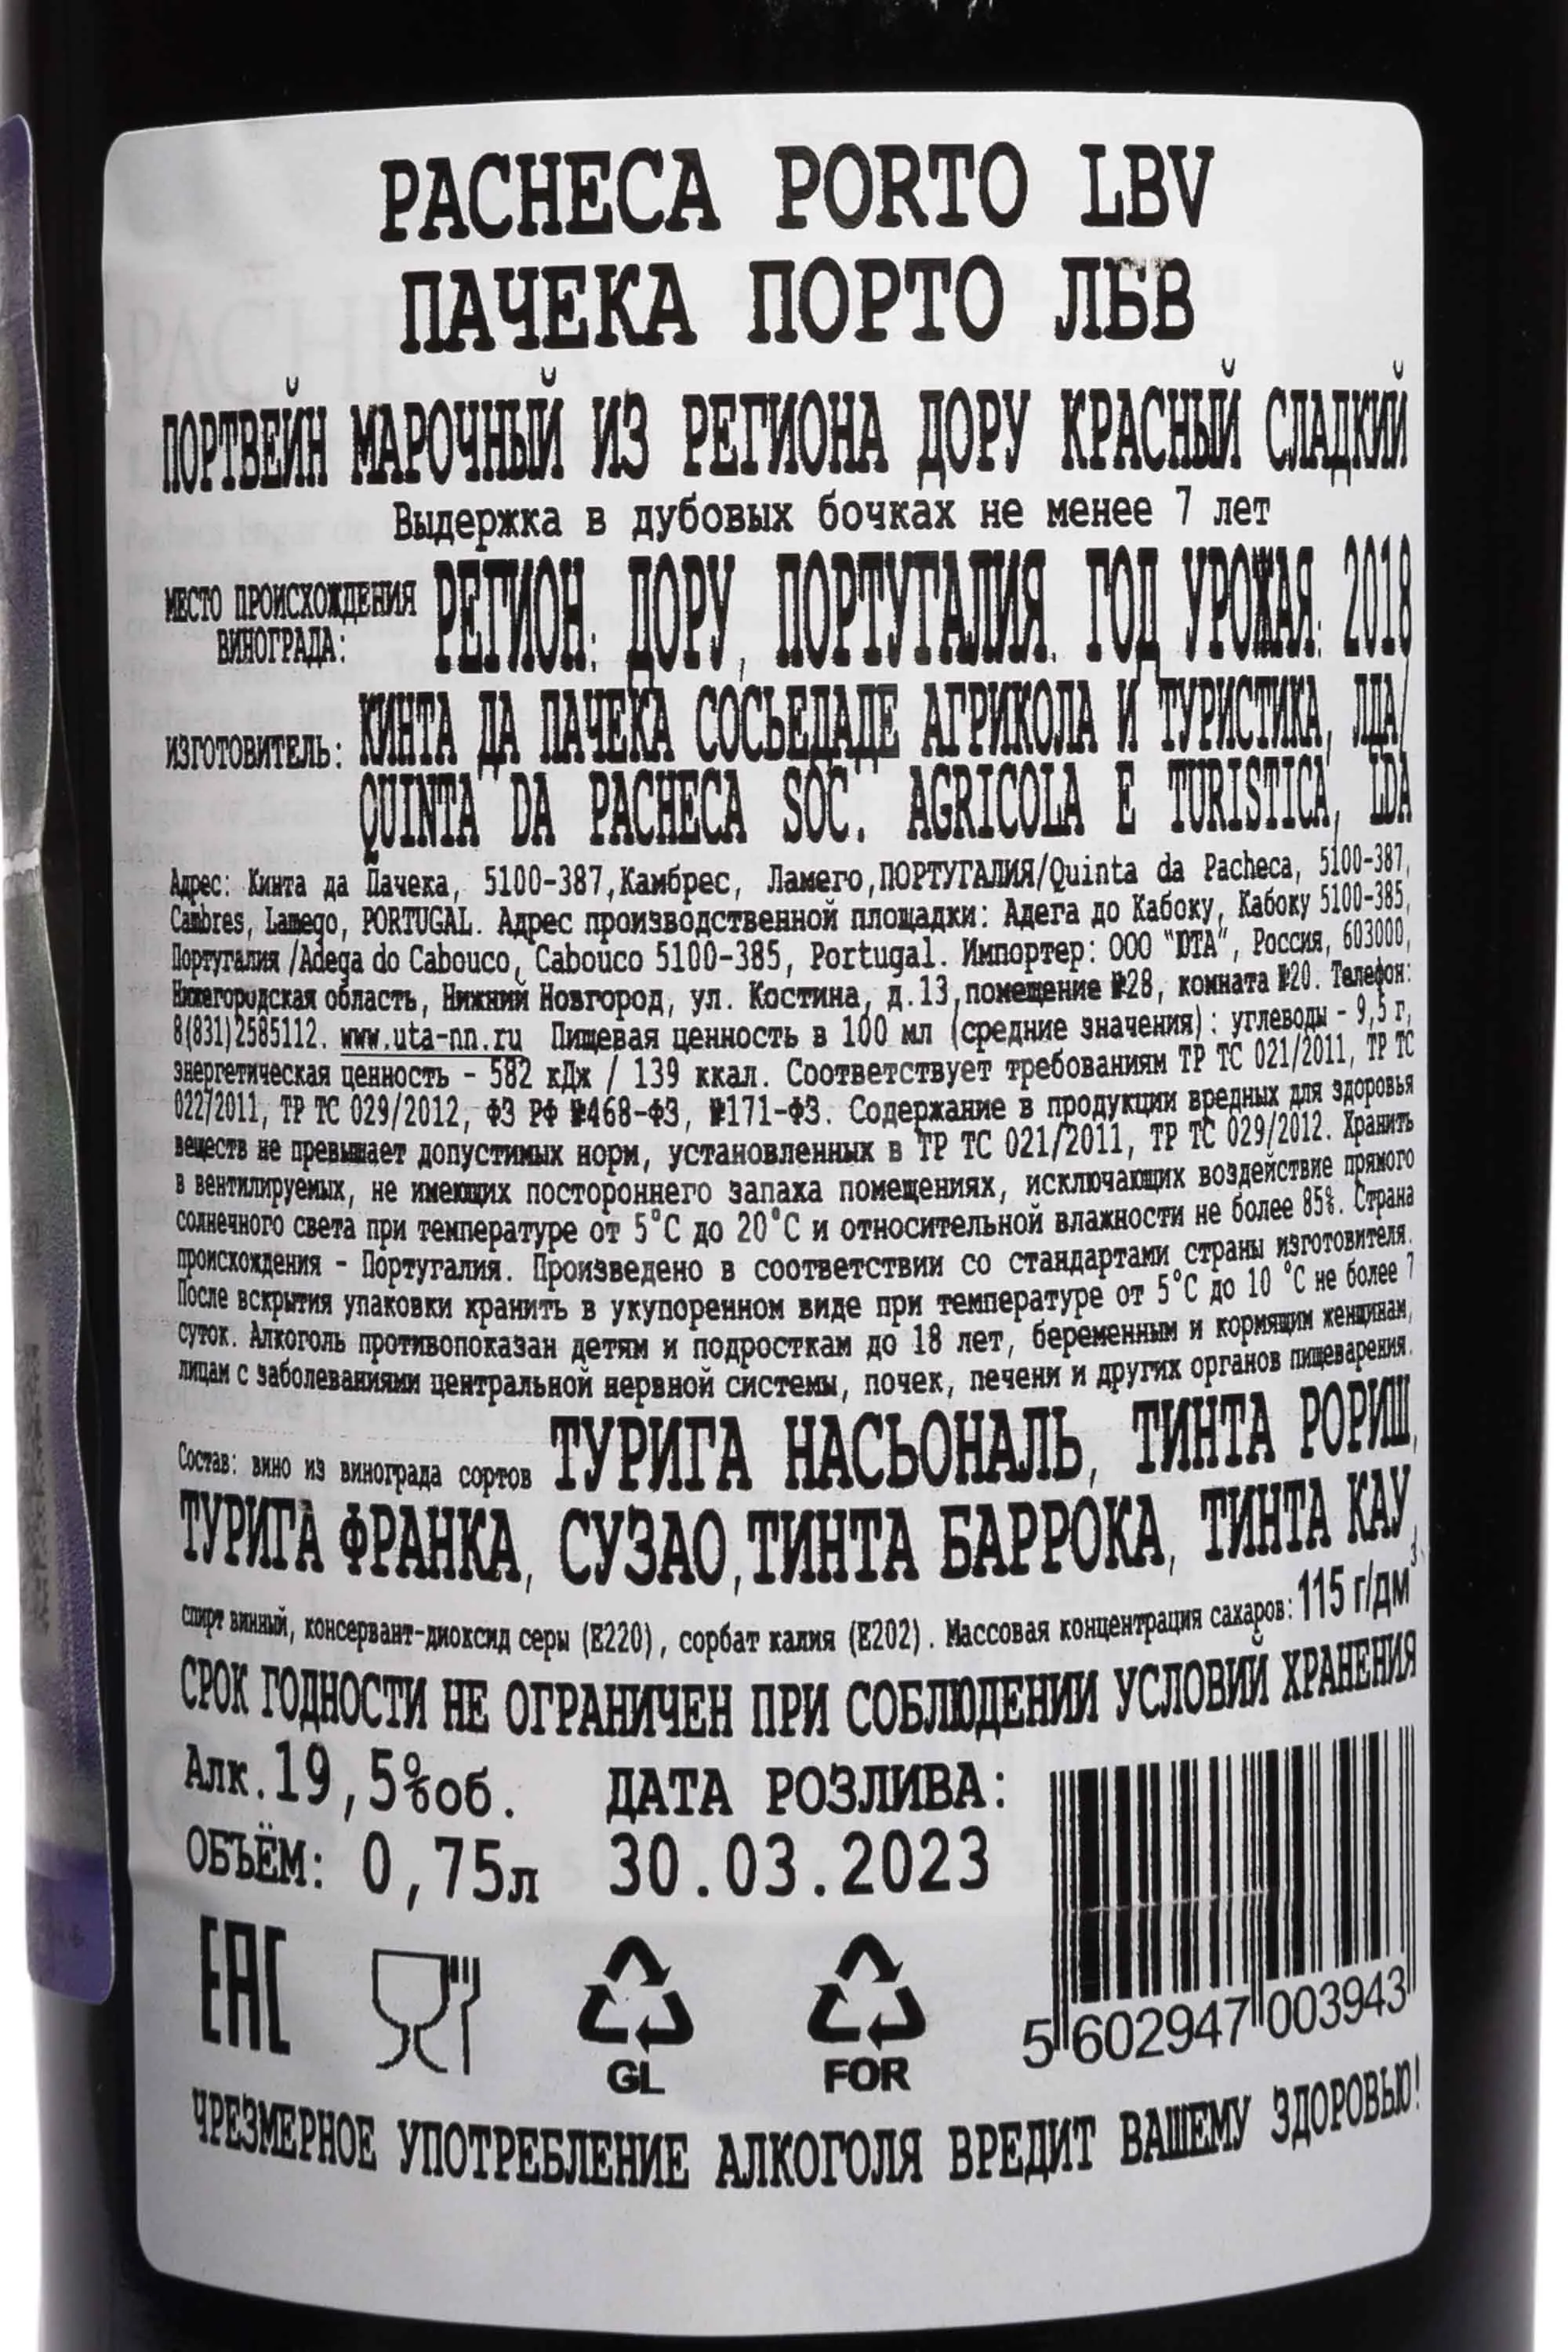 PACHECA PORTO LBV
ПАЧЕКА ПОРТО ЛБВ
ПОРТВЕЙН МАРОЧНЫЙ ИЗ РЕГИОНА ДОРУ КРАСНЫЙ СЛАДКИЙ
Выдержка в дубовых бочках не менее 7 лет
МЕСТО ПРОИСХОЖДЕНИЯ ВИНОГРАДА: РЕГИОН: ДОРУ, ПОРТУГАЛИЯ. ГОД УРОЖАЯ: 2018
ИЗГОТОВИТЕЛЬ: КИНТА ДА ПАЧЕКА СОСЬЕДАДЕ АГРИКОЛА И ТУРИСТИКА, ЛДА/
QUINTA DA PACHECA SOC. AGRICOLA E TURISTICA, LDA
Адрес: Кинта да Пачека, 5100-387,Камбрес, Ламего,ПОРТУГАЛИЯ/Quinta da Pacheca, 5100-387,
Cambres, Lamego, PORTUGAL. Адрес производственной площадки: Адега до Кабоку, Кабоку 5100-385,
Португалия /Adega do Cabouco, Cabouco 5100-385, Portugal. Импортер: ООО "ЮТА", Россия, 603000,
Нижегородская область, Нижний Новгород, ул. Костина, д.13,помещение №28, комната №20. Телефон:
8(831)2585112. www.uta-nn.ru Пищевая ценность в 100 мл (средние значения): углеводы - 9,5 г,
энергетическая ценность - 582 кДж / 139 ккал. Соответствует требованиям ТР ТС 021/2011, ТР ТС
022/2011, ТР ТС 029/2012, ФЗ РФ №468-ФЗ, №171-ФЗ. Содержание в продукции вредных для здоровья
веществ не превышает допустимых норм, установленных в ТР ТС 021/2011, ТР ТС 029/2012. Хранить
в вентилируемых, не имеющих постороннего запаха помещениях, исключающих воздействие прямого
солнечного света при температуре от 5°С до 20°С и относительной влажности не более 85%. Страна
происхождения - Португалия. Произведено в соответствии со стандартами страны изготовителя.
После вскрытия упаковки хранить в укупоренном виде при температуре от 5°С до 10 °С не более 7
суток. Алкоголь противопоказан детям и подросткам до 18 лет, беременным и кормящим женщинам,
лицам с заболеваниями центральной нервной системы, почек, печени и других органов пищеварения.
Состав: вино из винограда сортов ТУРИГА НАСЬОНАЛЬ, ТИНТА РОРИШ,
ТУРИГА ФРАНКА, СУЗАО,ТИНТА БАРРОКА, ТИНТА КАУ,
спирт винный, консервант-диоксид серы (Е220), сорбат калия (Е202). Массовая концентрация сахаров: 115 г/дм³
СРОК ГОДНОСТИ НЕ ОГРАНИЧЕН ПРИ СОБЛЮДЕНИИ УСЛОВИЙ ХРАНЕНИЯ
Алк.19,5%об. ДАТА РОЗЛИВА:
ОБЪЁМ: 0,75л 30.03.2023
EAC
GL FOR
5 602947 003943
ЧРЕЗМЕРНОЕ УПОТРЕБЛЕНИЕ АЛКОГОЛЯ ВРЕДИТ ВАШЕМУ ЗДОРОВЬЮ!